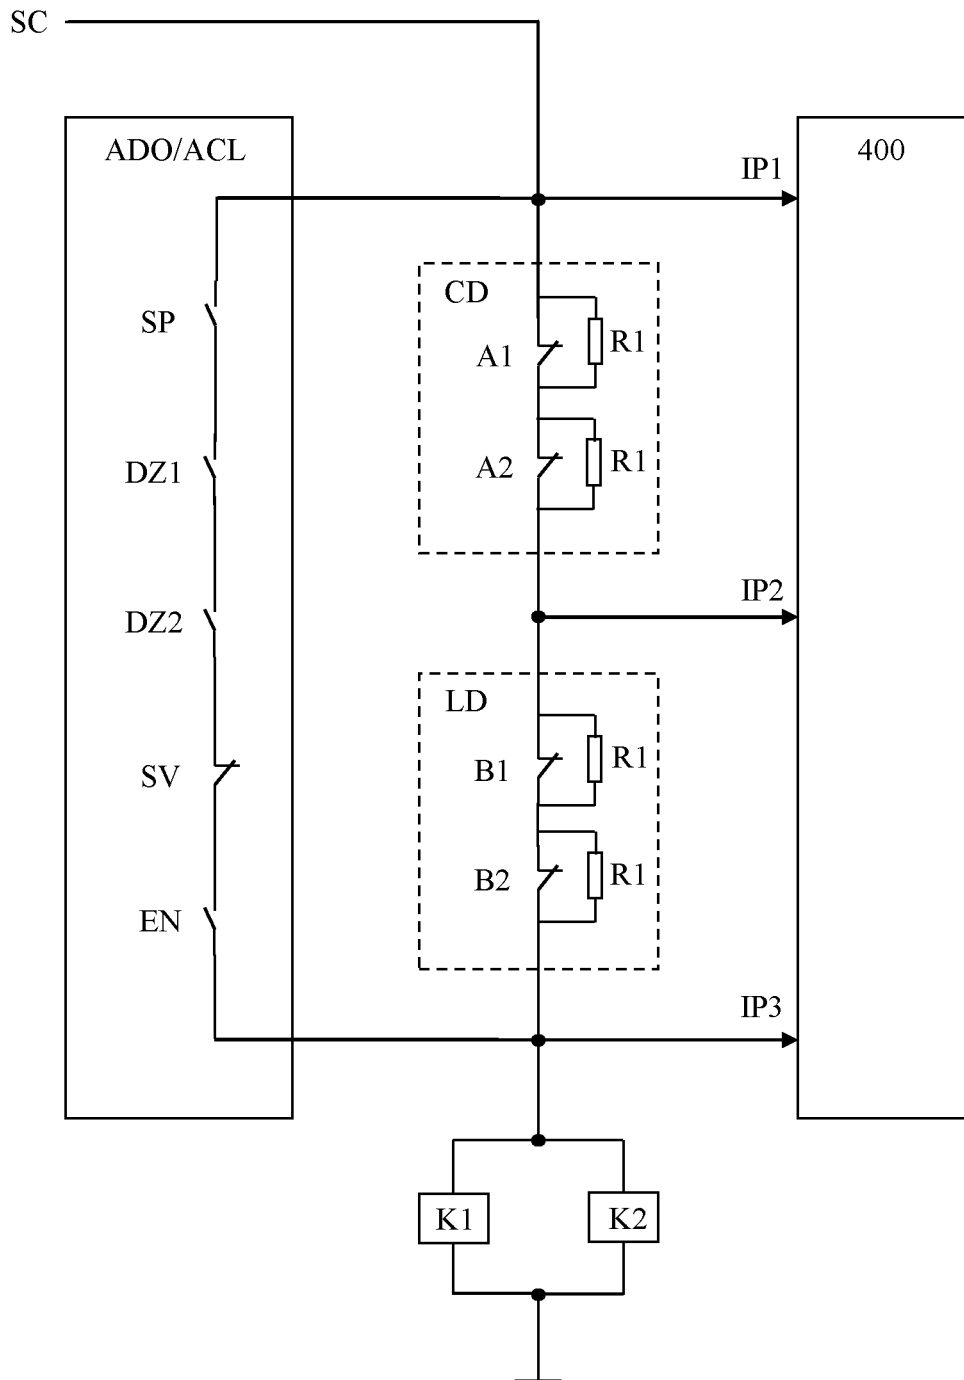 SC
ADO/ACL
IP1
400
CD
SP
A1
R1
DZ1
A2
R1
DZ2
IP2
LD
SV
B1
R1
EN
B2
R1
IP3
K1
K2